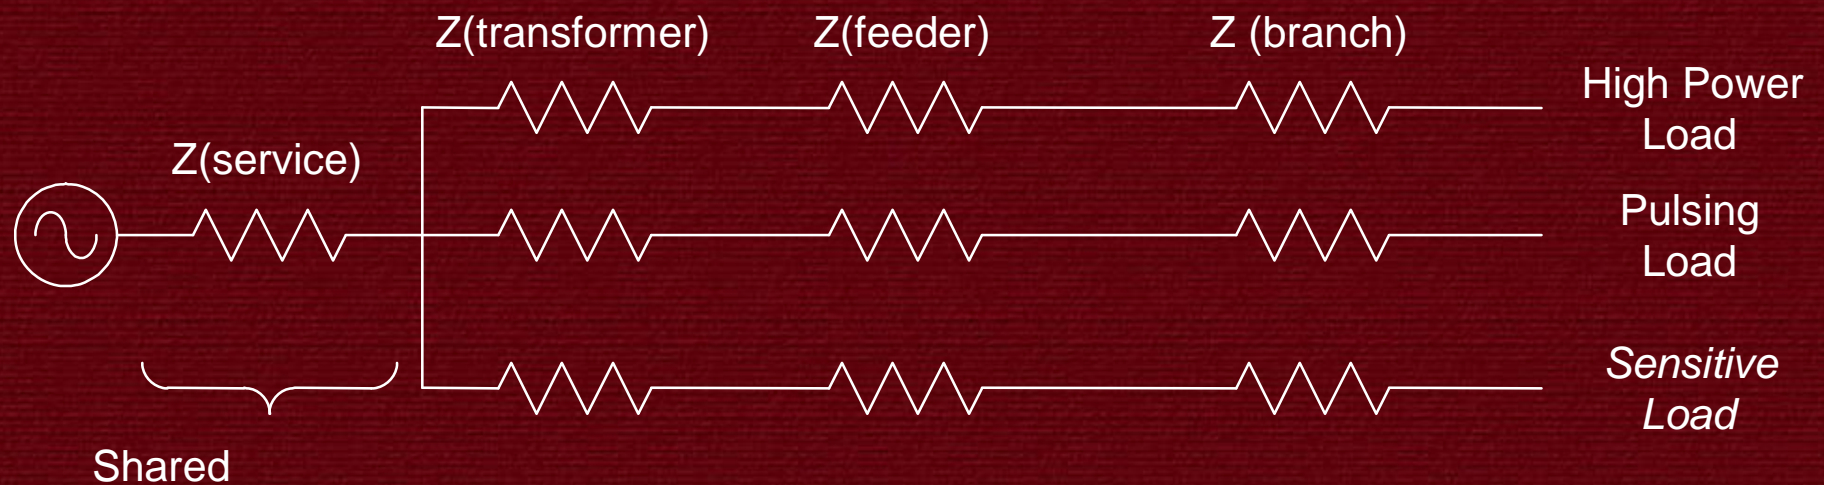 Z(transformer)
Z(feeder)
Z (branch)
High Power
Load
Z(service)
Pulsing
Load
Sensitive
Load
Shared